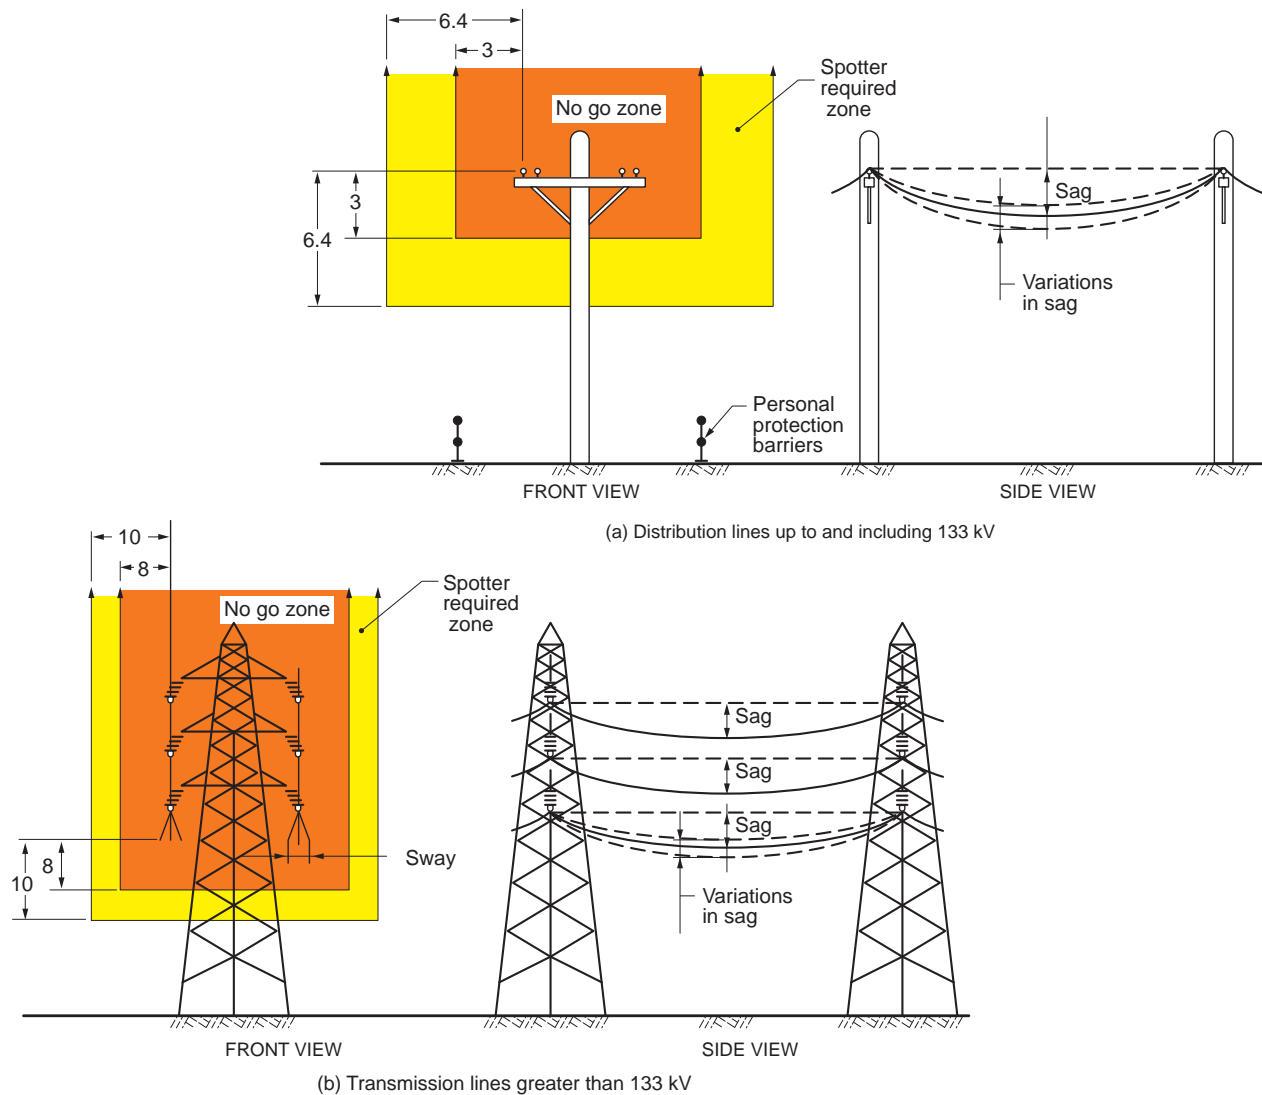 6.4
3
No go zone
Spotter
required
zone
3
6.4
Sag
Variations
in sag
Personal
protection
barriers
FRONT VIEW
SIDE VIEW
(a) Distribution lines up to and including 133 kV
10
8
No go zone
Spotter
required
zone
Sag
Sag
Sag
8
10
Sway
Variations
in sag
FRONT VIEW
SIDE VIEW
(b) Transmission lines greater than 133 kV